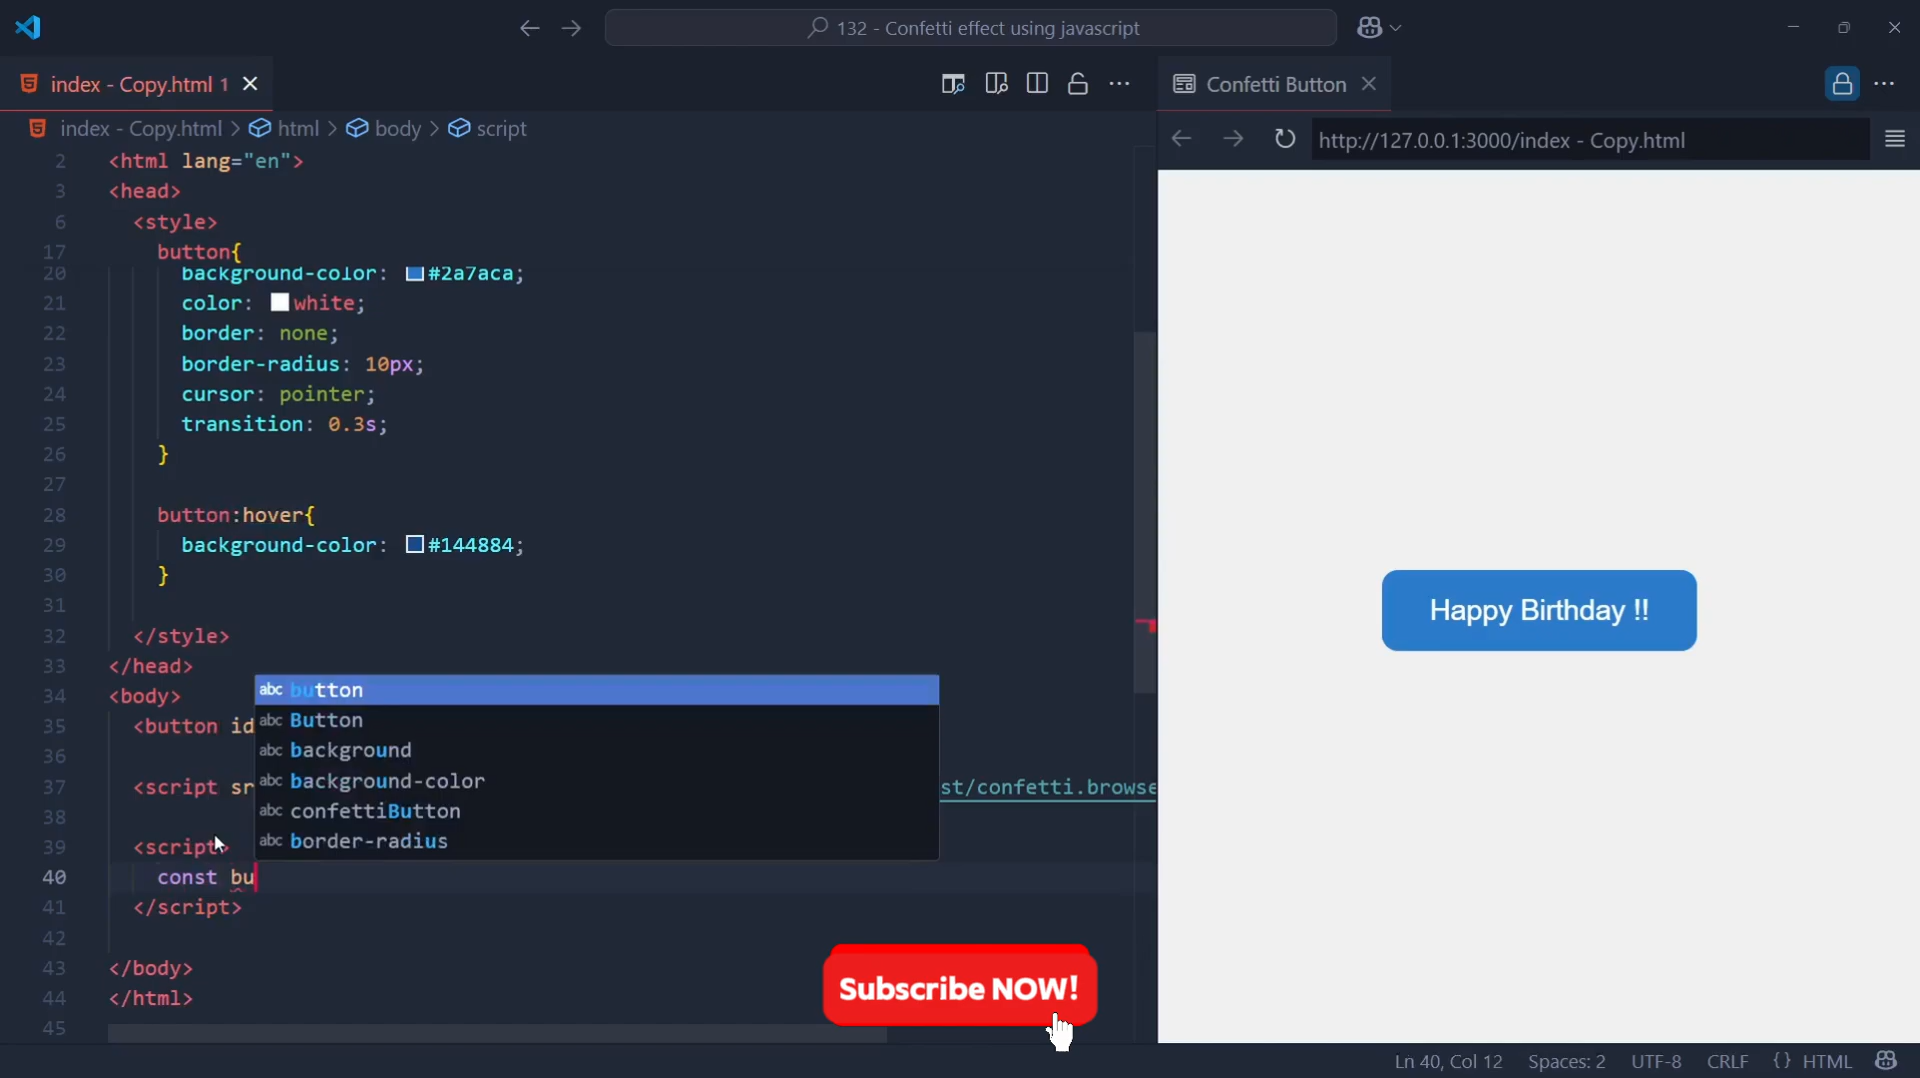 132 - Confetti effect using javascript
index - Copy.html 1
Confetti Button
index - Copy.html > html > body > script
http://127.0.0.1:3000/index - Copy.html
2 <html lang="en">
3 <head>
6 <style>
17 button{
20 background-color: #2a7aca;
21 color: white;
22 border: none;
23 border-radius: 10px;
24 cursor: pointer;
25 transition: 0.3s;
26 }
27
28 button:hover{
29 background-color: #144884;
30 }
31
32 </style>
33 </head>
34 <body>
35 <button id
36
37 <script sr st/confetti.browse
38
39 <script>
40 const bu
41 </script>
42
43 </body>
44 </html>
45
abc button
abc Button
abc background
abc background-color
abc confettiButton
abc border-radius
Happy Birthday !!
Subscribe NOW!
Ln 40, Col 12 Spaces: 2 UTF-8 CRLF {} HTML